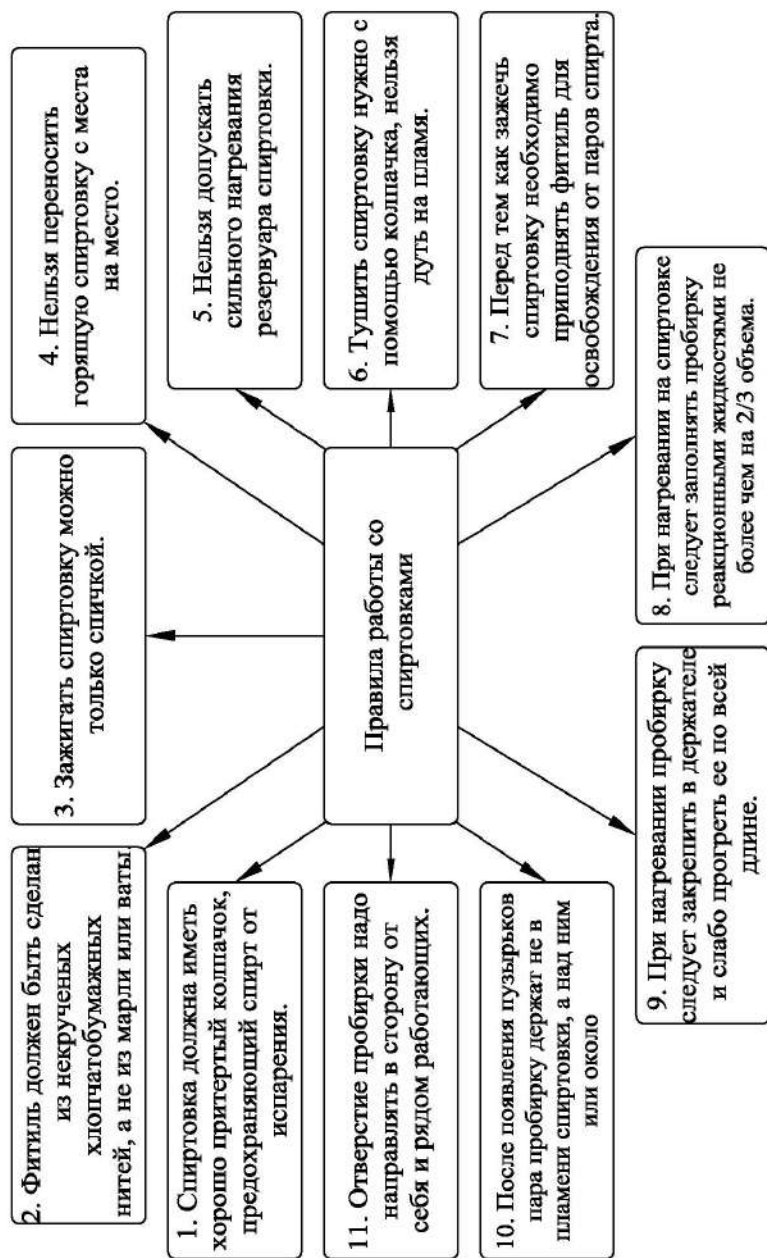 Правила работы со
спиртовками
1. Спиртовка должна иметь
хорошо притертый колпачок,
предохраняющий спирт от
испарения.
2. Фитиль должен быть сделан
из некрученых
хлопчатобумажных
нитей, а не из марли или ваты.
3. Зажигать спиртовку можно
только спичкой.
4. Нельзя переносить
горящую спиртовку с места
на место.
5. Нельзя допускать
сильного нагревания
резервуара спиртовки.
6. Тушить спиртовку нужно с
помощью колпачка, нельзя
дуть на пламя.
7. Перед тем как зажечь
спиртовку необходимо
приподнять фитиль для
освобождения от паров спирта.
8. При нагревании на спиртовке
следует заполнять пробирку
реакционными жидкостями не
более чем на 2/3 объема.
9. При нагревании пробирку
следует закрепить в держателе
и слабо прогреть ее по всей
длине.
10. После появления пузырьков
пара пробирку держат не в
пламени спиртовки, а над ним
или около
11. Отверстие пробирки надо
направлять в сторону от
себя и рядом работающих.